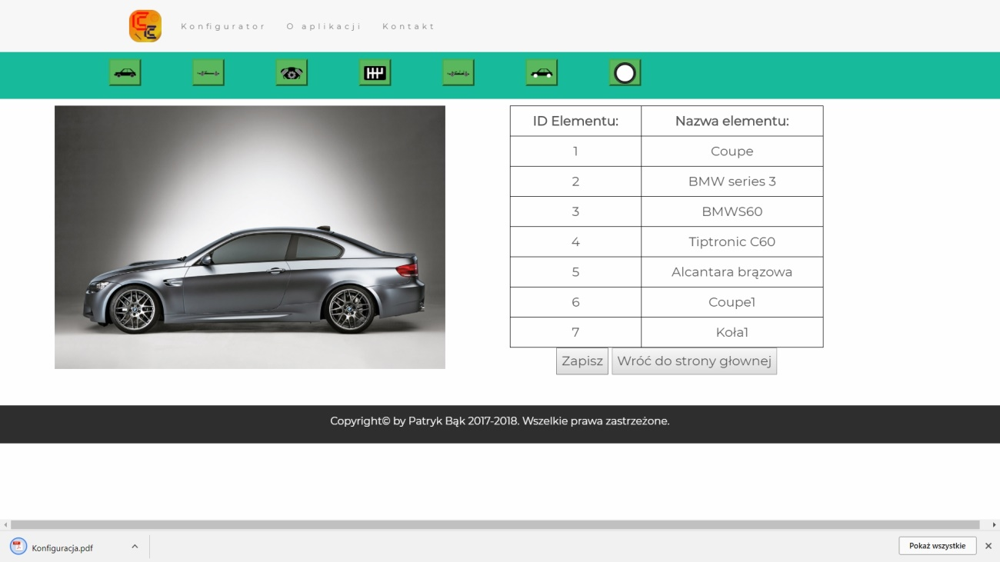 Konfigurator O aplikacji Kontakt
ID Elementu: Nazwa elementu:
1 Coupe
2 BMW series 3
3 BMWS60
4 Tiptronic C60
5 Alcantara brązowa
6 Coupe1
7 Koła1
Zapisz Wróć do strony głownej
Copyright© by Patryk Bąk 2017-2018. Wszelkie prawa zastrzeżone.
Konfiguracja.pdf Pokaż wszystkie